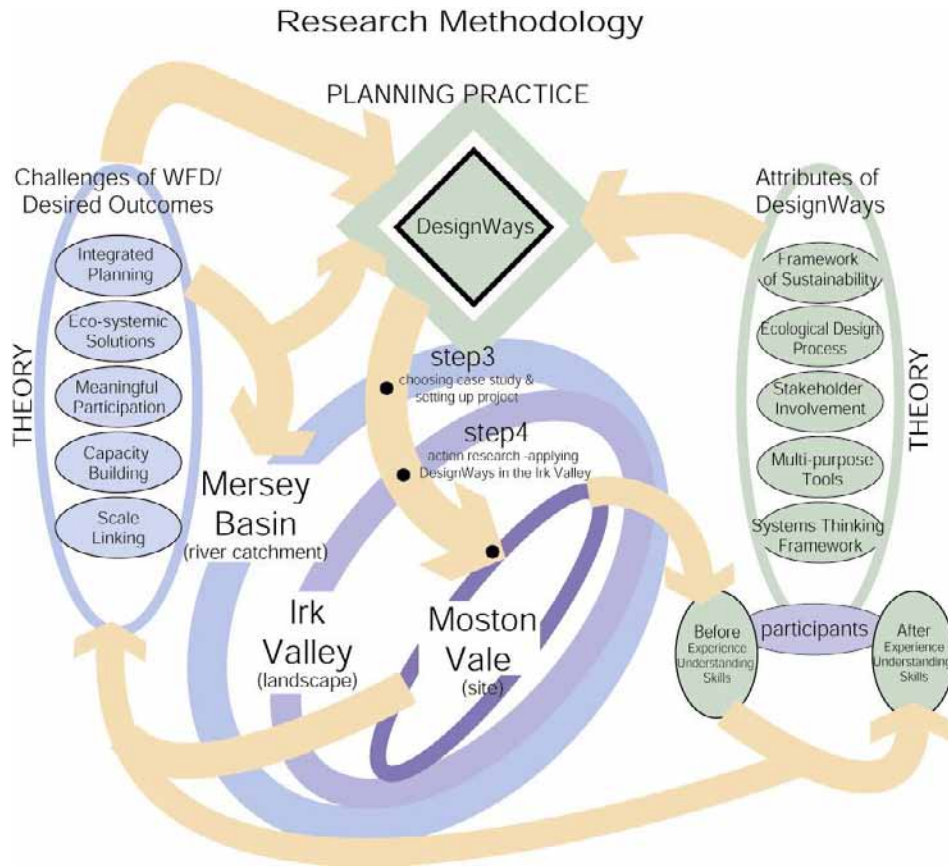 Research Methodology
PLANNING PRACTICE
DesignWays
Challenges of WFD/
Desired Outcomes
THEORY
Integrated
Planning
Eco-systemic
Solutions
Meaningful
Participation
Capacity
Building
Scale
Linking
Attributes of
DesignWays
THEORY
Framework
of Sustainability
Ecological Design
Process
Stakeholder
Involvement
Multi-purpose
Tools
Systems Thinking
Framework
step3
choosing case study &
setting up project
step4
action research -applying
DesignWays in the Irk Valley
Mersey
Basin
(river catchment)
Irk
Valley
(landscape)
Moston
Vale
(site)
Before
Experience
Understanding
Skills
participants
After
Experience
Understanding
Skills